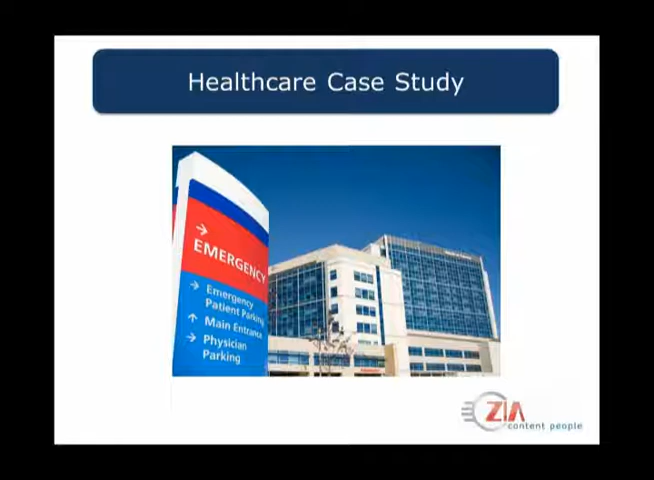 Healthcare Case Study
→
EMERGENCY
→ Emergency
Patient Parking
↑ Main Entrance
→ Physician
Parking
ZIA
content people